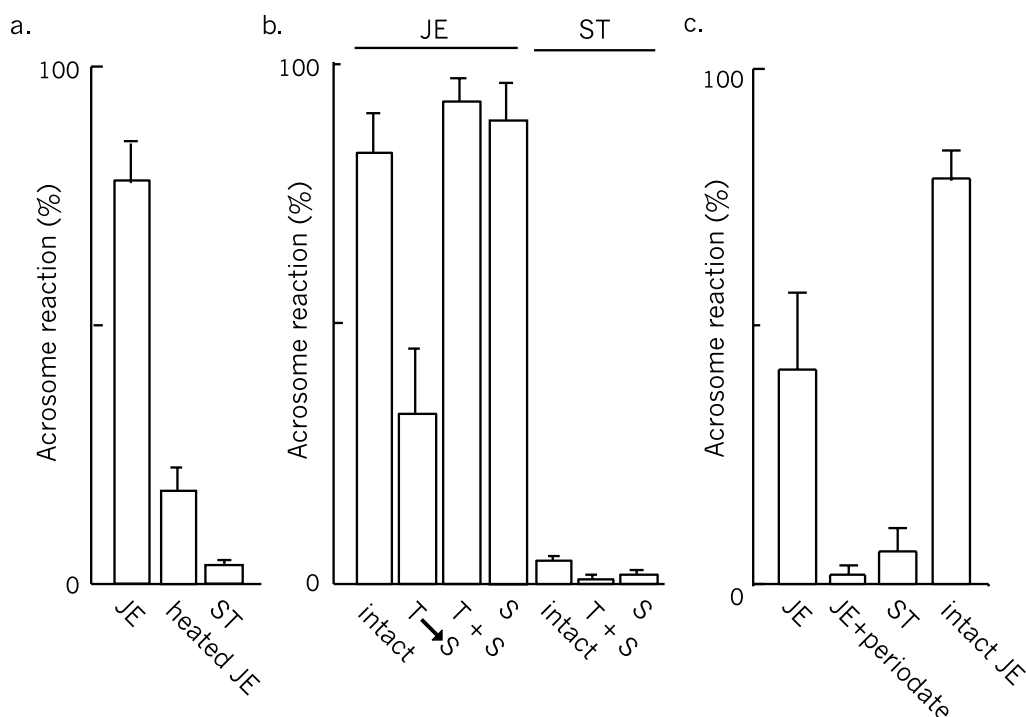 a.
100
Acrosome reaction (%)
0
JE
heated JE
ST
b.
JE
ST
100
Acrosome reaction (%)
0
intact
T➘S
T + S
S
intact
T + S
S
c.
100
Acrosome reaction (%)
0
JE
JE+periodate
ST
intact JE